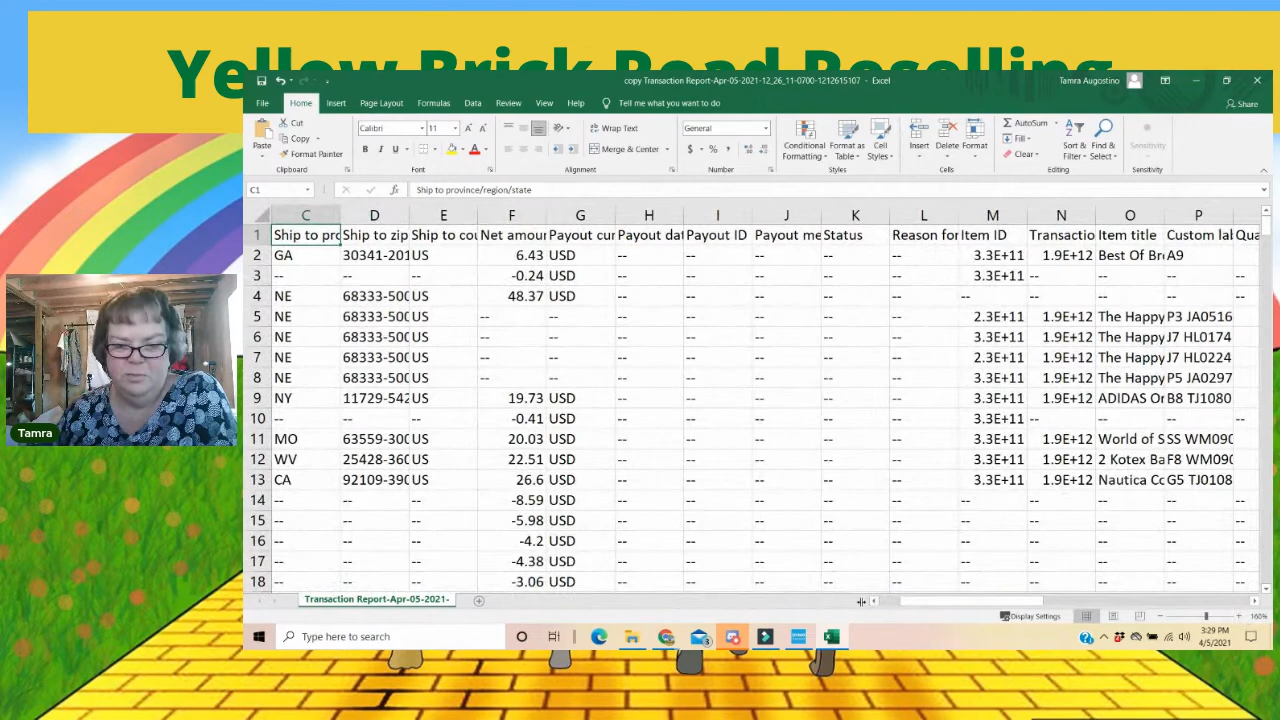 Yellow Brick Road Reselling
copy Transaction Report-Apr-05-2021-12_26_11-0700-1212615107 - Excel
Tamra Augostino
File Home Insert Page Layout Formulas Data Review View Help Tell me what you want to do Share
Paste Cut Copy Format Painter Clipboard
Calibri 11 B I U Font
Wrap Text Merge & Center Alignment
General $ % , Number
Conditional Formatting Format as Table Cell Styles Styles
Insert Delete Format Cells
AutoSum Fill Clear Sort & Filter Find & Select Editing
Sensitivity Sensitivity
C1 fx Ship to province/region/state
C D E F G H I J K L M N O P
1 Ship to pro Ship to zip Ship to cou Net amoun Payout cur Payout dat Payout ID Payout me Status Reason for Item ID Transactio Item title Custom lab Qua
2 GA 30341-201 US 6.43 USD -- -- -- -- -- 3.3E+11 1.9E+12 Best Of Bro A9
3 -- -- -- -0.24 USD -- -- -- -- -- 3.3E+11 -- -- --
4 NE 68333-500 US 48.37 USD -- -- -- -- -- -- -- -- --
5 NE 68333-500 US -- -- -- -- -- -- -- 2.3E+11 1.9E+12 The Happy P3 JA0516
6 NE 68333-500 US -- -- -- -- -- -- -- 3.3E+11 1.9E+12 The Happy J7 HL0174
7 NE 68333-500 US -- -- -- -- -- -- -- 2.3E+11 1.9E+12 The Happy J7 HL0224
8 NE 68333-500 US -- -- -- -- -- -- -- 3.3E+11 1.9E+12 The Happy P5 JA0297
9 NY 11729-542 US 19.73 USD -- -- -- -- -- 3.3E+11 1.9E+12 ADIDAS Or B8 TJ1080
10 -- -- -- -0.41 USD -- -- -- -- -- 3.3E+11 -- -- --
11 MO 63559-300 US 20.03 USD -- -- -- -- -- 3.3E+11 1.9E+12 World of S SS WM090
12 WV 25428-360 US 22.51 USD -- -- -- -- -- 3.3E+11 1.9E+12 2 Kotex Ba F8 WM090
13 CA 92109-390 US 26.6 USD -- -- -- -- -- 3.3E+11 1.9E+12 Nautica Co G5 TJ0108
14 -- -- -- -8.59 USD -- -- -- -- -- -- -- -- --
15 -- -- -- -5.98 USD -- -- -- -- -- -- -- -- --
16 -- -- -- -4.2 USD -- -- -- -- -- -- -- -- --
17 -- -- -- -4.38 USD -- -- -- -- -- -- -- -- --
18 -- -- -- -3.06 USD -- -- -- -- -- -- -- -- --
Tamra
Transaction Report-Apr-05-2021-
Display Settings 160%
Type here to search
3:29 PM
4/5/2021